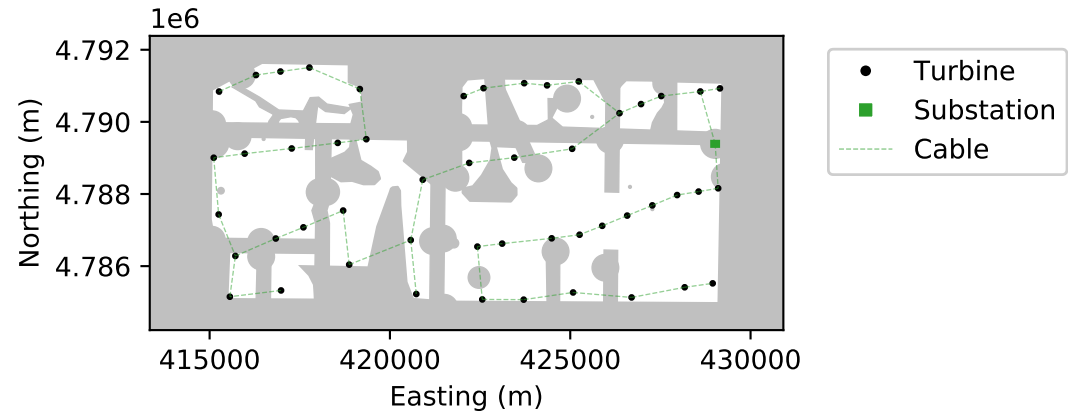 1e6
4.792
4.790
4.788
4.786
Northing (m)
415000 420000 425000 430000
Easting (m)
Turbine
Substation
Cable